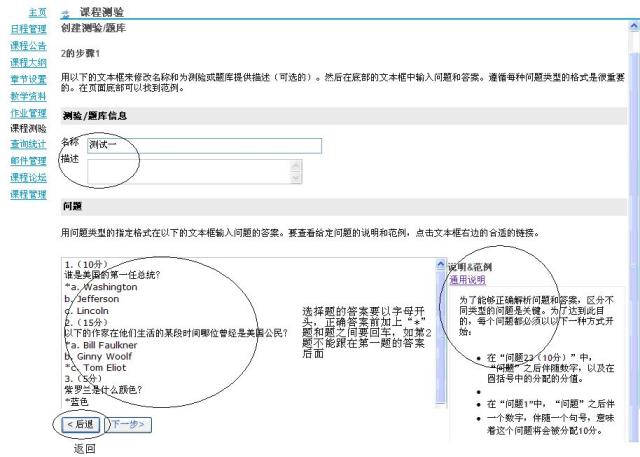 主页
日程管理
课程公告
课程大纲
章节设置
教学资料
作业管理
课程测验
查询统计
邮件管理
课程论坛
课程管理
课程测验
创建测验/题库
2的步骤1
用以下的文本框来修改名称和为测验或题库提供描述（可选的）。然后在底部的文本框中输入问题和答案。遵循每种问题类型的格式是很重要
的。在页面底部可以找到范例。
测验/题库信息
名称 测试一
描述
问题
用问题类型的指定格式在以下的文本框输入问题的答案。要查看给定问题的说明和范例，点击文本框右边的合适的链接。
1.（10分）
谁是美国的第一任总统？
*a. Washington
b. Jefferson
c. Lincoln
2.（15分）
以下的作家在他们生活的某段时间哪位曾经是美国公民？
*a. Bill Faulkner
b. Ginny Woolf
*c. Tom Eliot
3.（5分）
紫罗兰是什么颜色？
*蓝色
选择题的答案要以字母开
头，正确答案前加上“*”
题和题之间要回车，如第2
题不能跟在第一题的答案
后面
说明&范例
通用说明
为了能够正确解析问题和答案，区分不
同类型的问题是关键。为了达到此目
的，每个问题都必须以以下一种方式开
始：
在“问题23（10分）”中，
“问题”之后伴随数字，以及在
圆括号中的分配的分值。
在“问题1”中，“问题”之后伴
一个数字，伴随一个句号，意味
着这个问题将会被分配10分。
< 后退
下一步>
返回